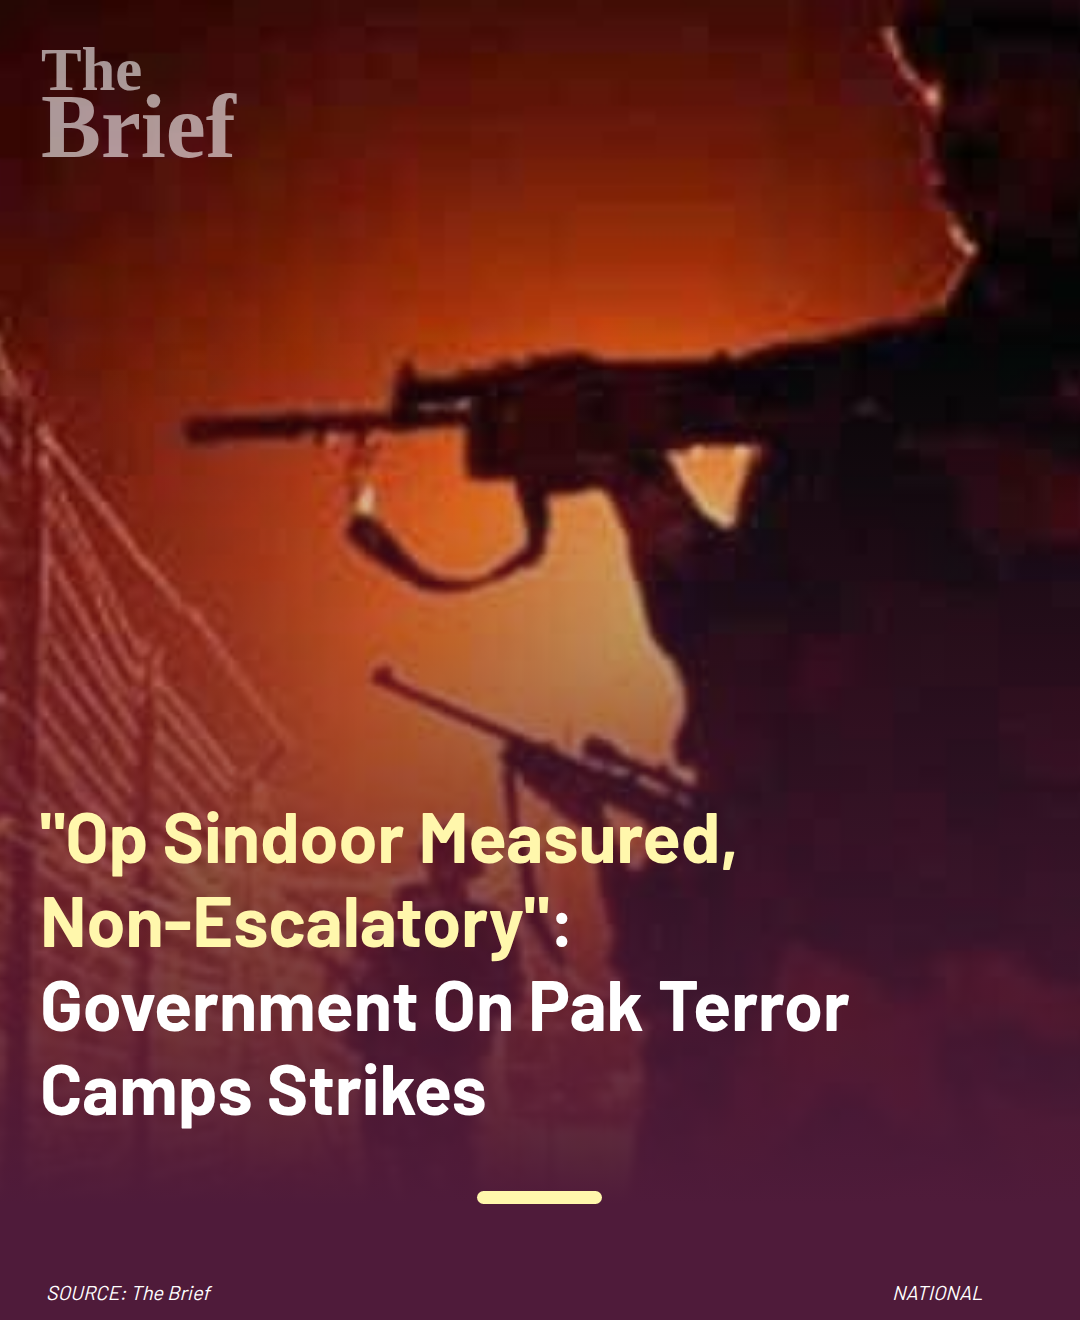 The
Brief
"Op Sindoor Measured,
Non-Escalatory":
Government On Pak Terror
Camps Strikes
SOURCE: The Brief
NATIONAL